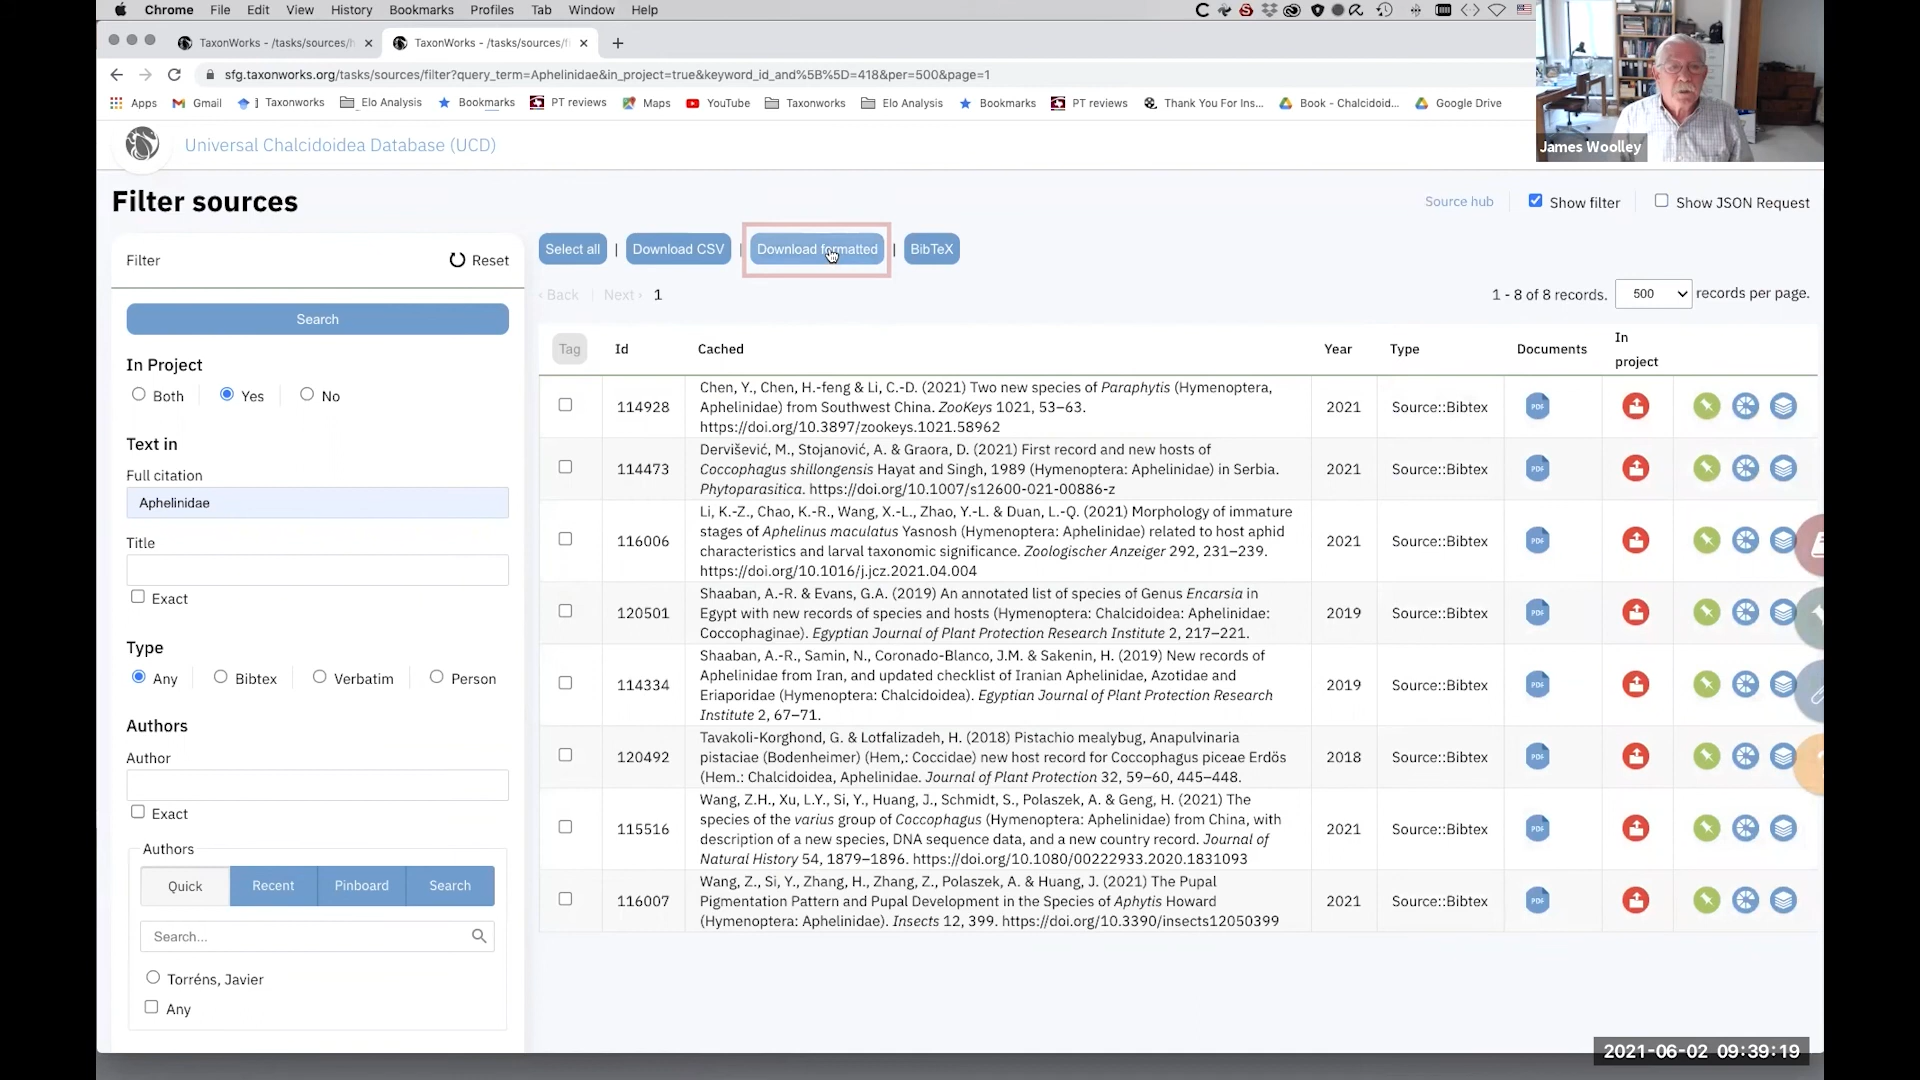 Chrome File Edit View History Bookmarks Profiles Tab Window Help
TaxonWorks - /tasks/sources/h TaxonWorks - /tasks/sources/fi
sfg.taxonworks.org/tasks/sources/filter?query_term=Aphelinidae&in_project=true&keyword_id_and%5B%5D=418&per=500&page=1
Apps Gmail Taxonworks Elo Analysis Bookmarks PT reviews Maps YouTube Taxonworks Elo Analysis Bookmarks PT reviews Thank You For Ins... Book - Chalcidoid... Google Drive
James Woolley
Universal Chalcidoidea Database (UCD)
Filter sources
Source hub Show filter Show JSON Request
Filter Reset
Select all | Download CSV | Download formatted | BibTeX
‹ Back Next › 1
1 - 8 of 8 records. 500 records per page.
Search
In Project
Both Yes No
Text in
Full citation
Aphelinidae
Title
Exact
Type
Any Bibtex Verbatim Person
Authors
Author
Exact
Authors
Quick Recent Pinboard Search
Search...
Torréns, Javier
Any
Tag Id Cached Year Type Documents In
project
114928 Chen, Y., Chen, H.-feng & Li, C.-D. (2021) Two new species of Paraphytis (Hymenoptera,
Aphelinidae) from Southwest China. ZooKeys 1021, 53–63.
https://doi.org/10.3897/zookeys.1021.58962
2021 Source::Bibtex PDF
114473 Dervišević, M., Stojanović, A. & Graora, D. (2021) First record and new hosts of
Coccophagus shillongensis Hayat and Singh, 1989 (Hymenoptera: Aphelinidae) in Serbia.
Phytoparasitica. https://doi.org/10.1007/s12600-021-00886-z
2021 Source::Bibtex PDF
116006 Li, K.-Z., Chao, K.-R., Wang, X.-L., Zhao, Y.-L. & Duan, L.-Q. (2021) Morphology of immature
stages of Aphelinus maculatus Yasnosh (Hymenoptera: Aphelinidae) related to host aphid
characteristics and larval taxonomic significance. Zoologischer Anzeiger 292, 231–239.
https://doi.org/10.1016/j.jcz.2021.04.004
2021 Source::Bibtex PDF
120501 Shaaban, A.-R. & Evans, G.A. (2019) An annotated list of species of Genus Encarsia in
Egypt with new records of species and hosts (Hymenoptera: Chalcidoidea: Aphelinidae:
Coccophaginae). Egyptian Journal of Plant Protection Research Institute 2, 217–221.
2019 Source::Bibtex PDF
114334 Shaaban, A.-R., Samin, N., Coronado-Blanco, J.M. & Sakenin, H. (2019) New records of
Aphelinidae from Iran, and updated checklist of Iranian Aphelinidae, Azotidae and
Eriaporidae (Hymenoptera: Chalcidoidea). Egyptian Journal of Plant Protection Research
Institute 2, 67–71.
2019 Source::Bibtex PDF
120492 Tavakoli-Korghond, G. & Lotfalizadeh, H. (2018) Pistachio mealybug, Anapulvinaria
pistaciae (Bodenheimer) (Hem,: Coccidae) new host record for Coccophagus piceae Erdös
(Hem.: Chalcidoidea, Aphelinidae. Journal of Plant Protection 32, 59–60, 445–448.
2018 Source::Bibtex PDF
115516 Wang, Z.H., Xu, L.Y., Si, Y., Huang, J., Schmidt, S., Polaszek, A. & Geng, H. (2021) The
species of the varius group of Coccophagus (Hymenoptera: Aphelinidae) from China, with
description of a new species, DNA sequence data, and a new country record. Journal of
Natural History 54, 1879–1896. https://doi.org/10.1080/00222933.2020.1831093
2021 Source::Bibtex PDF
116007 Wang, Z., Si, Y., Zhang, H., Zhang, Z., Polaszek, A. & Huang, J. (2021) The Pupal
Pigmentation Pattern and Pupal Development in the Species of Aphytis Howard
(Hymenoptera: Aphelinidae). Insects 12, 399. https://doi.org/10.3390/insects12050399
2021 Source::Bibtex PDF
2021-06-02 09:39:19